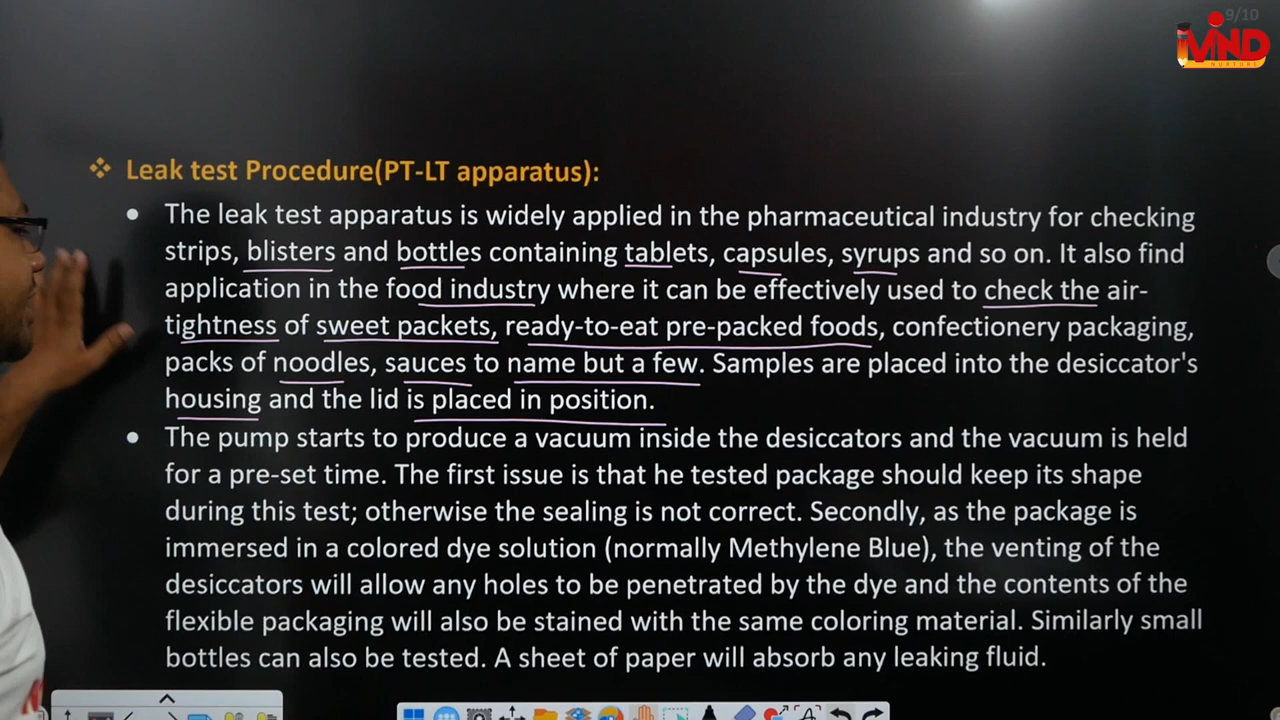 9/10
MIND
NURTURE
❖ Leak test Procedure(PT-LT apparatus):
• The leak test apparatus is widely applied in the pharmaceutical industry for checking
strips, blisters and bottles containing tablets, capsules, syrups and so on. It also find
application in the food industry where it can be effectively used to check the air-
tightness of sweet packets, ready-to-eat pre-packed foods, confectionery packaging,
packs of noodles, sauces to name but a few. Samples are placed into the desiccator's
housing and the lid is placed in position.
• The pump starts to produce a vacuum inside the desiccators and the vacuum is held
for a pre-set time. The first issue is that he tested package should keep its shape
during this test; otherwise the sealing is not correct. Secondly, as the package is
immersed in a colored dye solution (normally Methylene Blue), the venting of the
desiccators will allow any holes to be penetrated by the dye and the contents of the
flexible packaging will also be stained with the same coloring material. Similarly small
bottles can also be tested. A sheet of paper will absorb any leaking fluid.